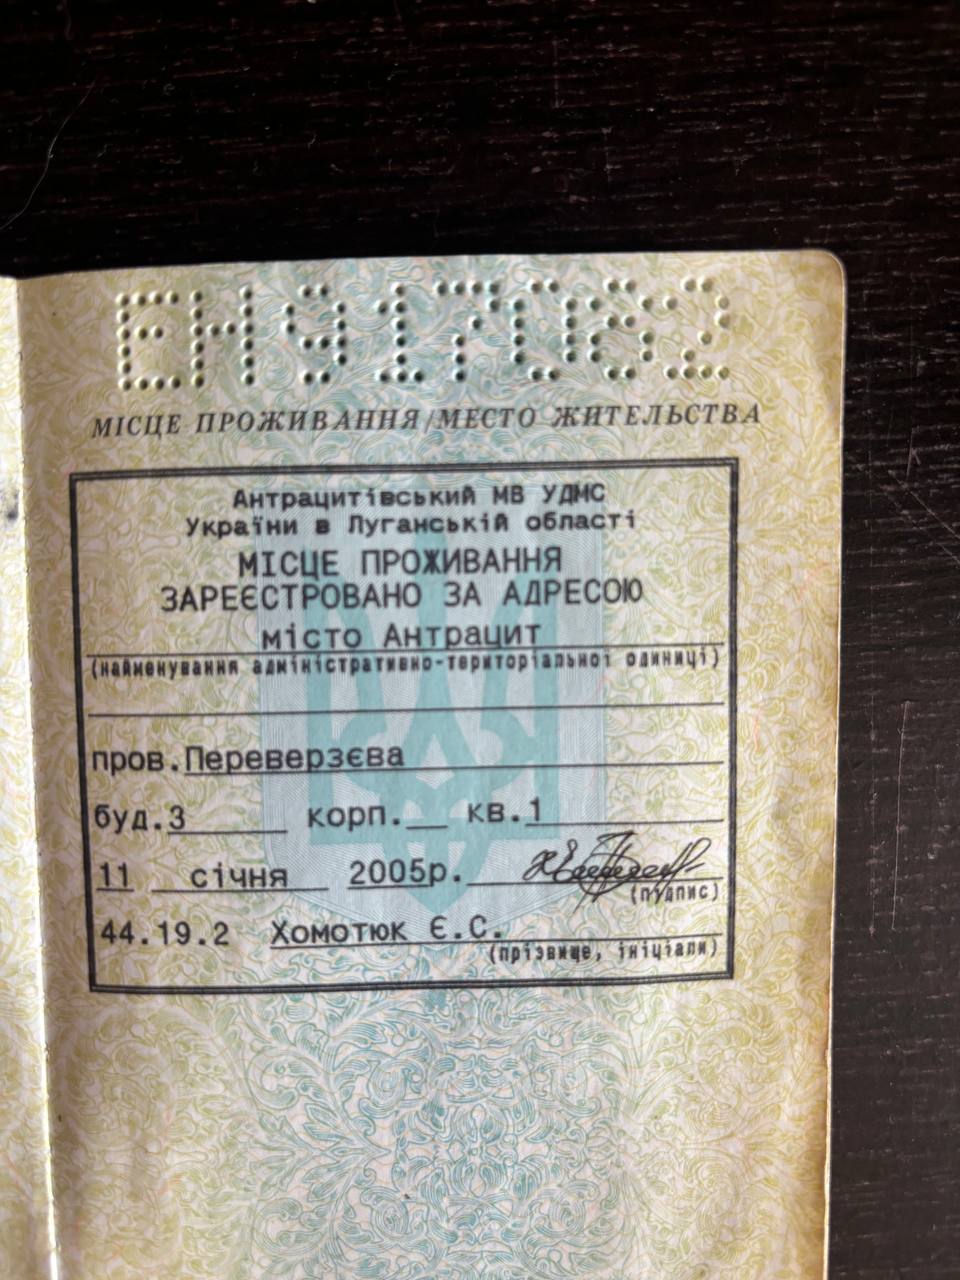 ЕН917082
МІСЦЕ ПРОЖИВАННЯ/МЕСТО ЖИТЕЛЬСТВА
Антрацитівський МВ УДМС
України в Луганській області
МІСЦЕ ПРОЖИВАННЯ
ЗАРЕЄСТРОВАНО ЗА АДРЕСОЮ
місто Антрацит
(найменування адміністративно-територіальної одиниці)
пров.Переверзєва
буд.3 корп. кв.1
11 січня 2005р.
(підпис)
44.19.2 Хомотюк Є.С.
(прізвище, ініціали)